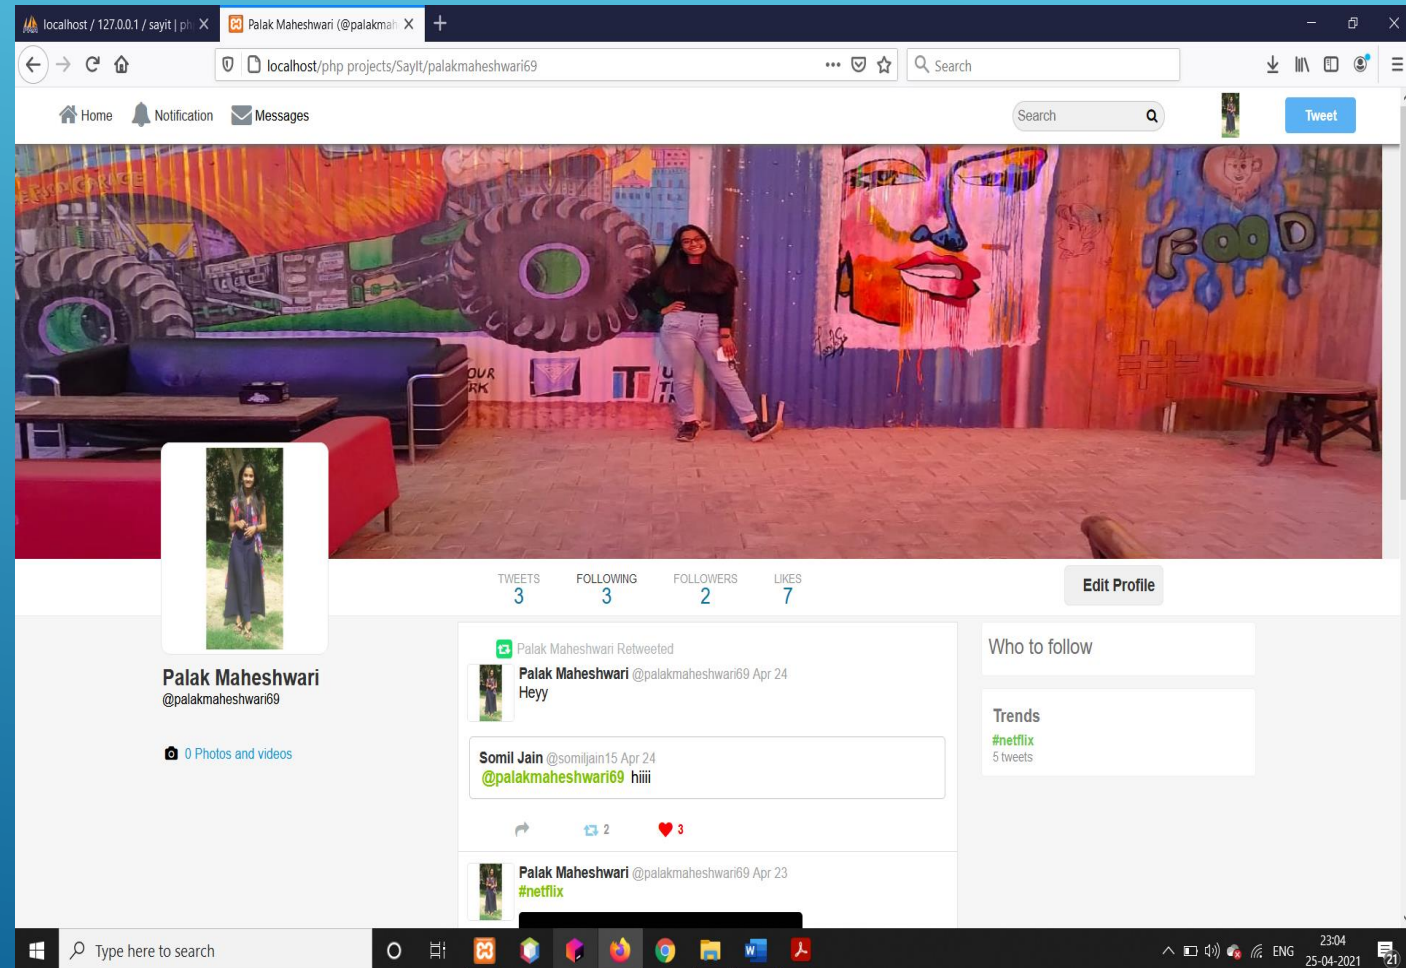 localhost / 127.0.0.1 / sayit | ph
Palak Maheshwari (@palakmah
localhost/php projects/SayIt/palakmaheshwari69
Search
Home Notification Messages
Search
Tweet
FOOD
TWEETS FOLLOWING FOLLOWERS LIKES
3 3 2 7
Edit Profile
Palak Maheshwari
@palakmaheshwari69
0 Photos and videos
Palak Maheshwari Retweeted
Palak Maheshwari @palakmaheshwari69 Apr 24
Heyy
Somil Jain @somiljain15 Apr 24
@palakmaheshwari69 hiiii
2 3
Palak Maheshwari @palakmaheshwari69 Apr 23
#netflix
Who to follow
Trends
#netflix
5 tweets
Type here to search
ENG
23:04
25-04-2021
21